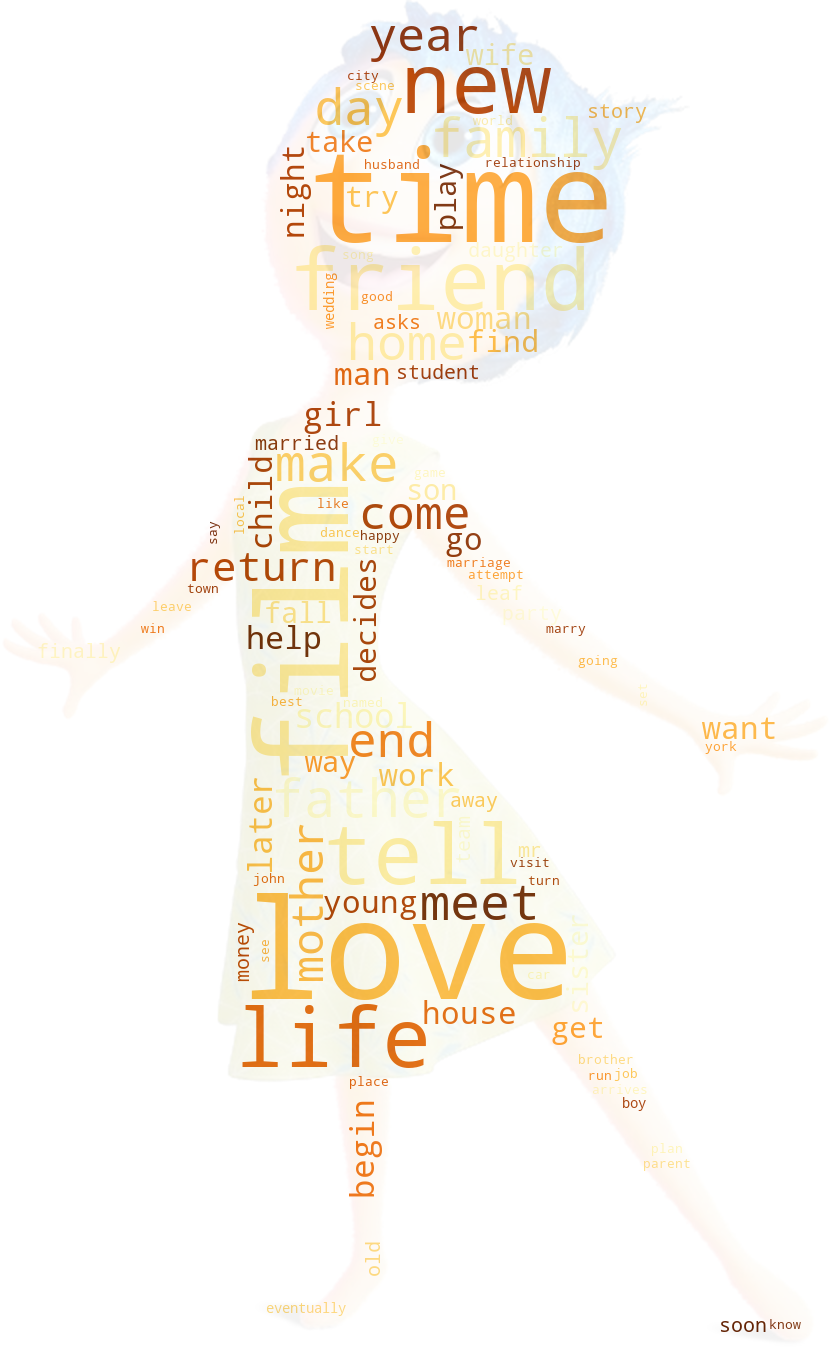 year
wife
new
city
scene
day
story
world
family
take
husband
relationship
time
night
play
try
daughter
song
friend
wedding
good
asks
woman
home
find
man
student
girl
married
make
game
son
child
like
local
come
say
dance
happy
go
start
marriage
return
attempt
town
leaf
decides
leave
fall
party
win
marry
help
film
finally
going
movie
best
named
school
want
end
york
way
work
father
away
later
team
tell
mr
visit
mother
john
turn
young
meet
love
money
see
sister
car
life
house
get
brother
place
run
job
arrives
boy
begin
plan
parent
old
eventually
soon
know